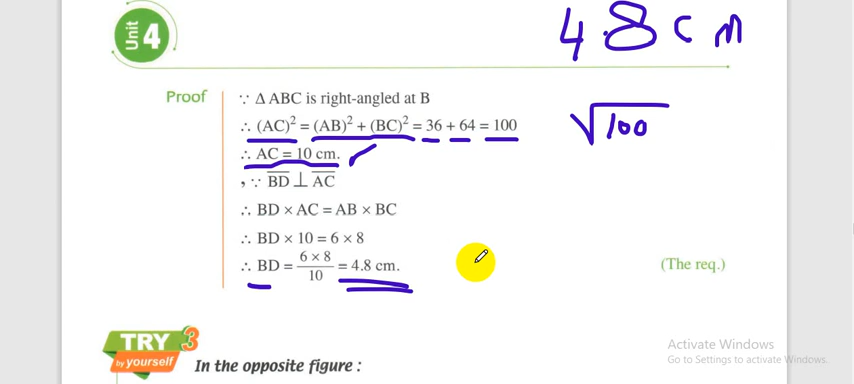 Unit 4
4.8 cm
Proof
∵ Δ ABC is right-angled at B
∴ (AC)² = (AB)² + (BC)² = 36 + 64 = 100
√100
∴ AC = 10 cm.
, ∵ B̅D̅ ⊥ A̅C̅
∴ BD × AC = AB × BC
∴ BD × 10 = 6 × 8
∴ BD = (6 × 8)/10 = 4.8 cm.
(The req.)
TRY 3
by yourself
In the opposite figure :
Activate Windows
Go to Settings to activate Windows.